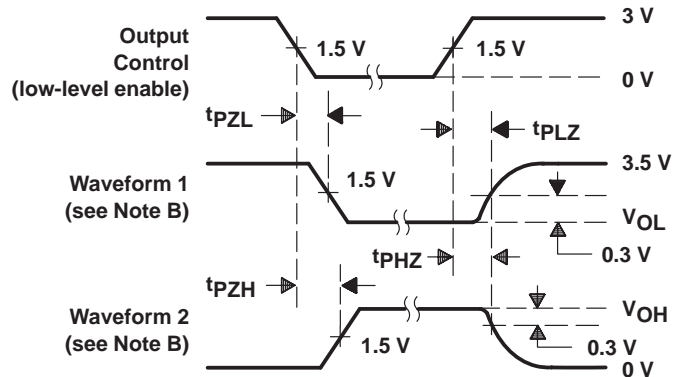 Output
Control
(low-level enable)
1.5 V
1.5 V
3 V
0 V
tPZL
tPLZ
Waveform 1
(see Note B)
1.5 V
3.5 V
VOL
0.3 V
tPHZ
tPZH
Waveform 2
(see Note B)
1.5 V
VOH
0.3 V
0 V